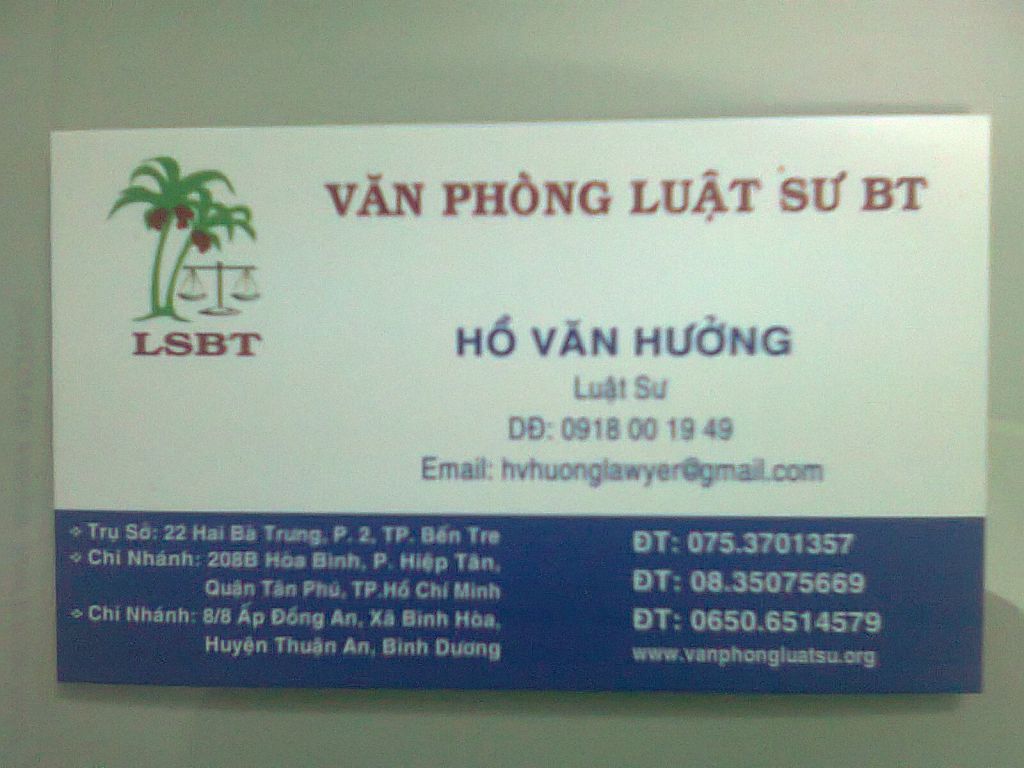 VĂN PHÒNG LUẬT SƯ BT
LSBT
HỒ VĂN HƯỞNG
Luật Sư
DĐ: 0918 00 19 49
Email: hvhuonglawyer@gmail.com
Trụ Sở: 22 Hai Bà Trưng, P. 2, TP. Bến Tre
ĐT: 075.3701357
Chi Nhánh: 208B Hòa Bình, P. Hiệp Tân,
Quận Tân Phú, TP.Hồ Chí Minh
ĐT: 08.35075669
Chi Nhánh: 8/8 Ấp Đồng An, Xã Bình Hòa,
Huyện Thuận An, Bình Dương
ĐT: 0650.6514579
www.vanphongluatsu.org